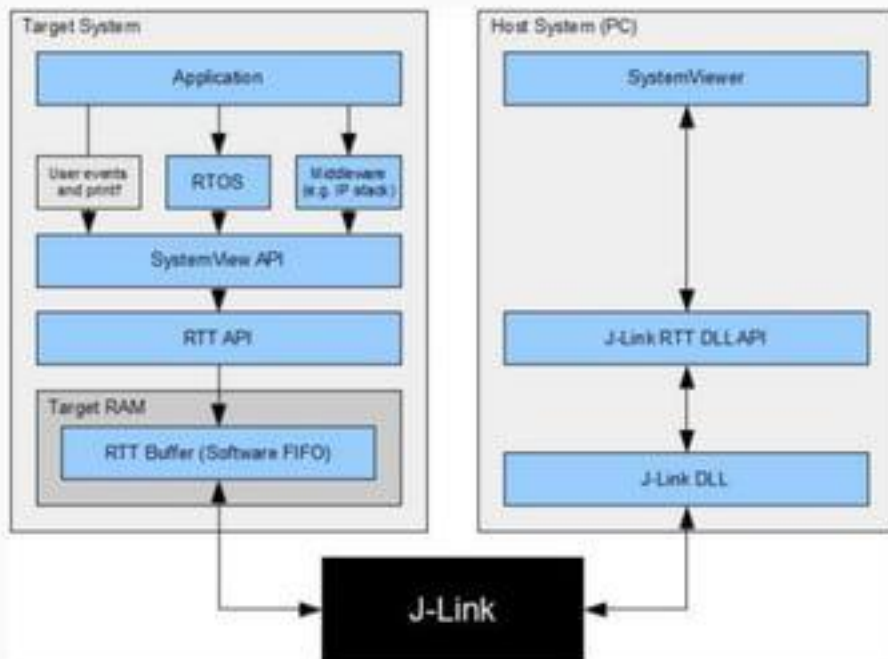 Target System
Application
User events
and printf
RTOS
Middleware
(e.g. IP stack)
SystemView API
RTT API
Target RAM
RTT Buffer (Software FIFO)
Host System (PC)
SystemViewer
J-Link RTT DLL API
J-Link DLL
J-Link